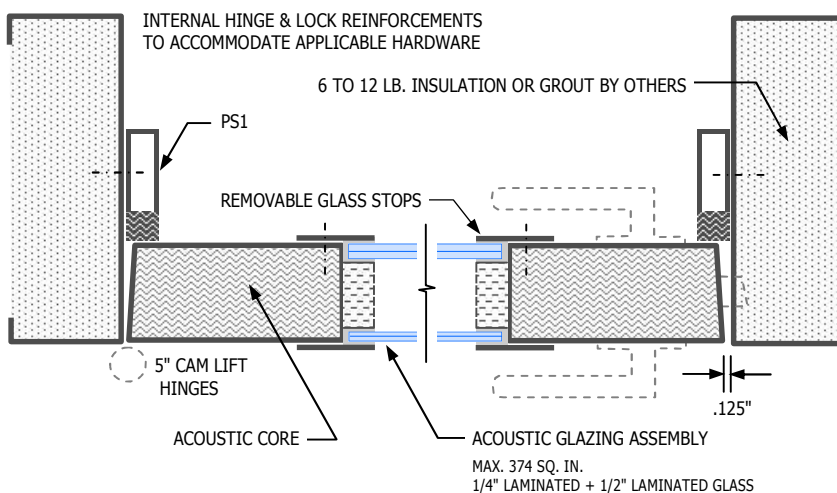 INTERNAL HINGE & LOCK REINFORCEMENTS
TO ACCOMMODATE APPLICABLE HARDWARE
6 TO 12 LB. INSULATION OR GROUT BY OTHERS
PS1
REMOVABLE GLASS STOPS
5" CAM LIFT
HINGES
.125"
ACOUSTIC CORE
ACOUSTIC GLAZING ASSEMBLY
MAX. 374 SQ. IN.
1/4" LAMINATED + 1/2" LAMINATED GLASS